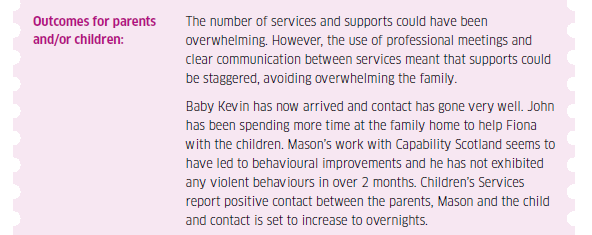 Outcomes for parents
and/or children:
The number of services and supports could have been
overwhelming. However, the use of professional meetings and
clear communication between services meant that supports could
be staggered, avoiding overwhelming the family.
Baby Kevin has now arrived and contact has gone very well. John
has been spending more time at the family home to help Fiona
with the children. Mason's work with Capability Scotland seems to
have led to behavioural improvements and he has not exhibited
any violent behaviours in over 2 months. Children's Services
report positive contact between the parents, Mason and the child
and contact is set to increase to overnights.